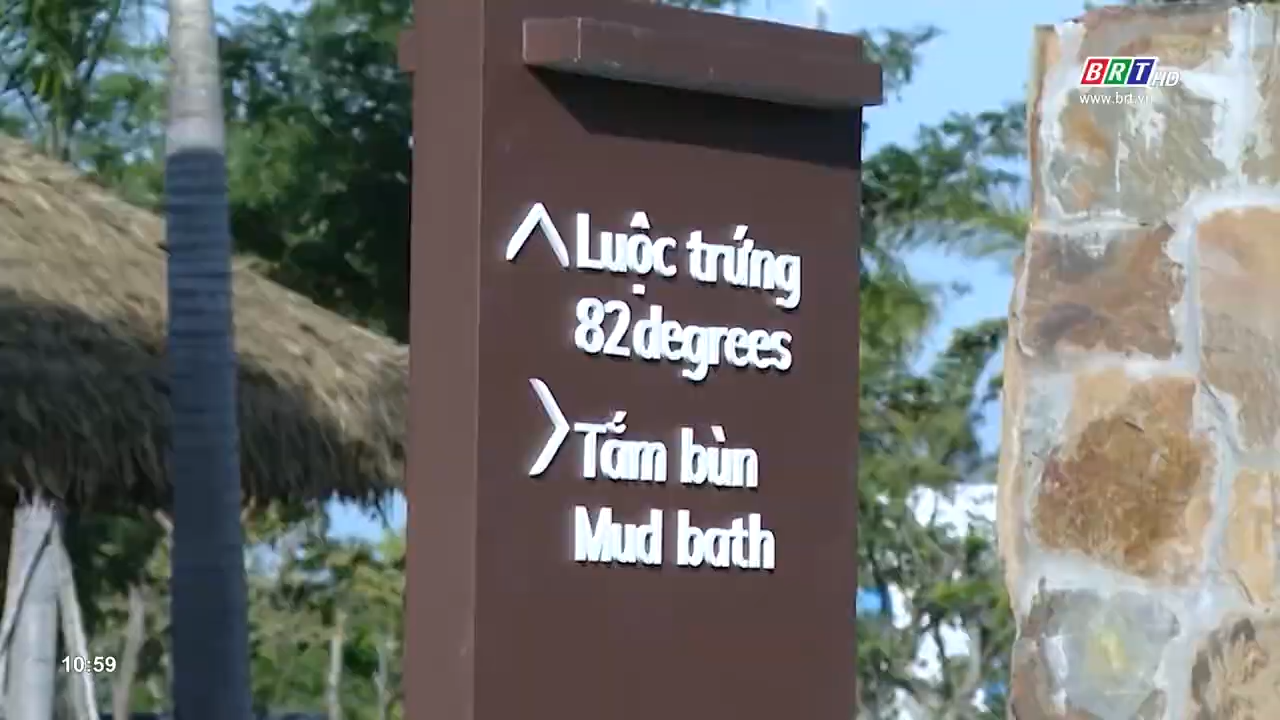 BRT HD
www.brt.vn
Luộc trứng
82 degrees
Tắm bùn
Mud bath
10:59